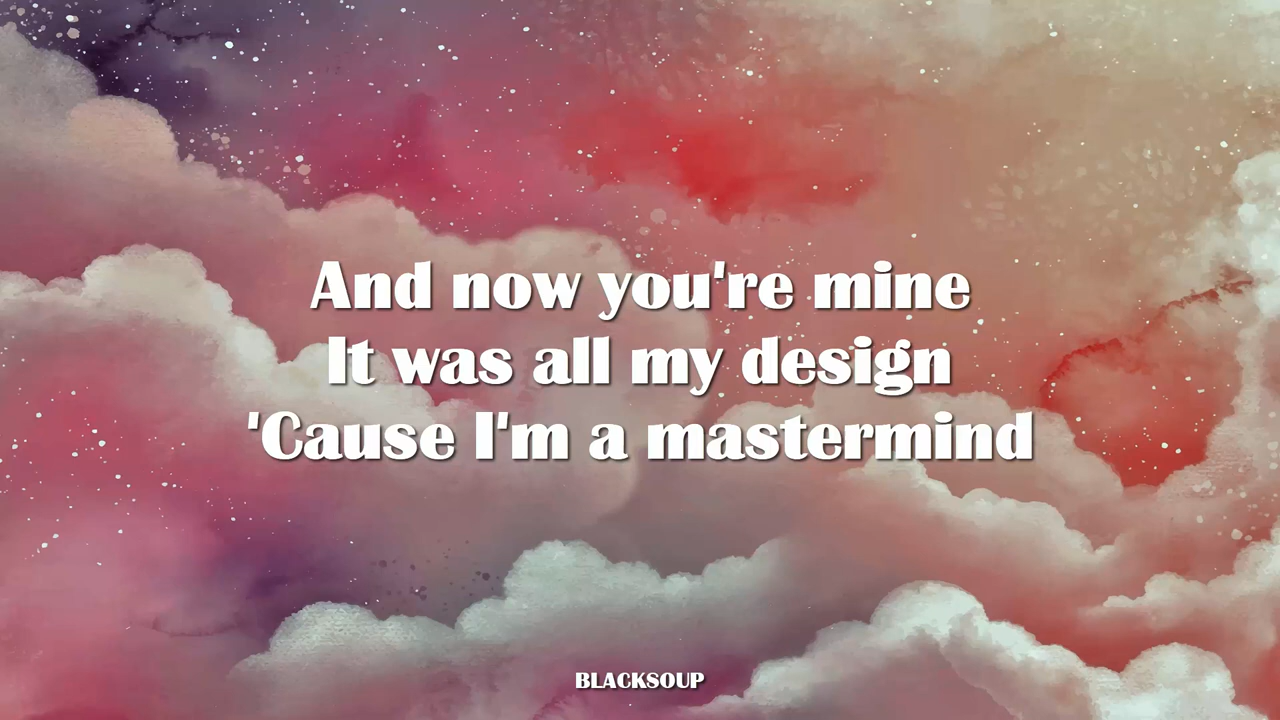 And now you're mine
It was all my design
'Cause I'm a mastermind
BLACKSOUP